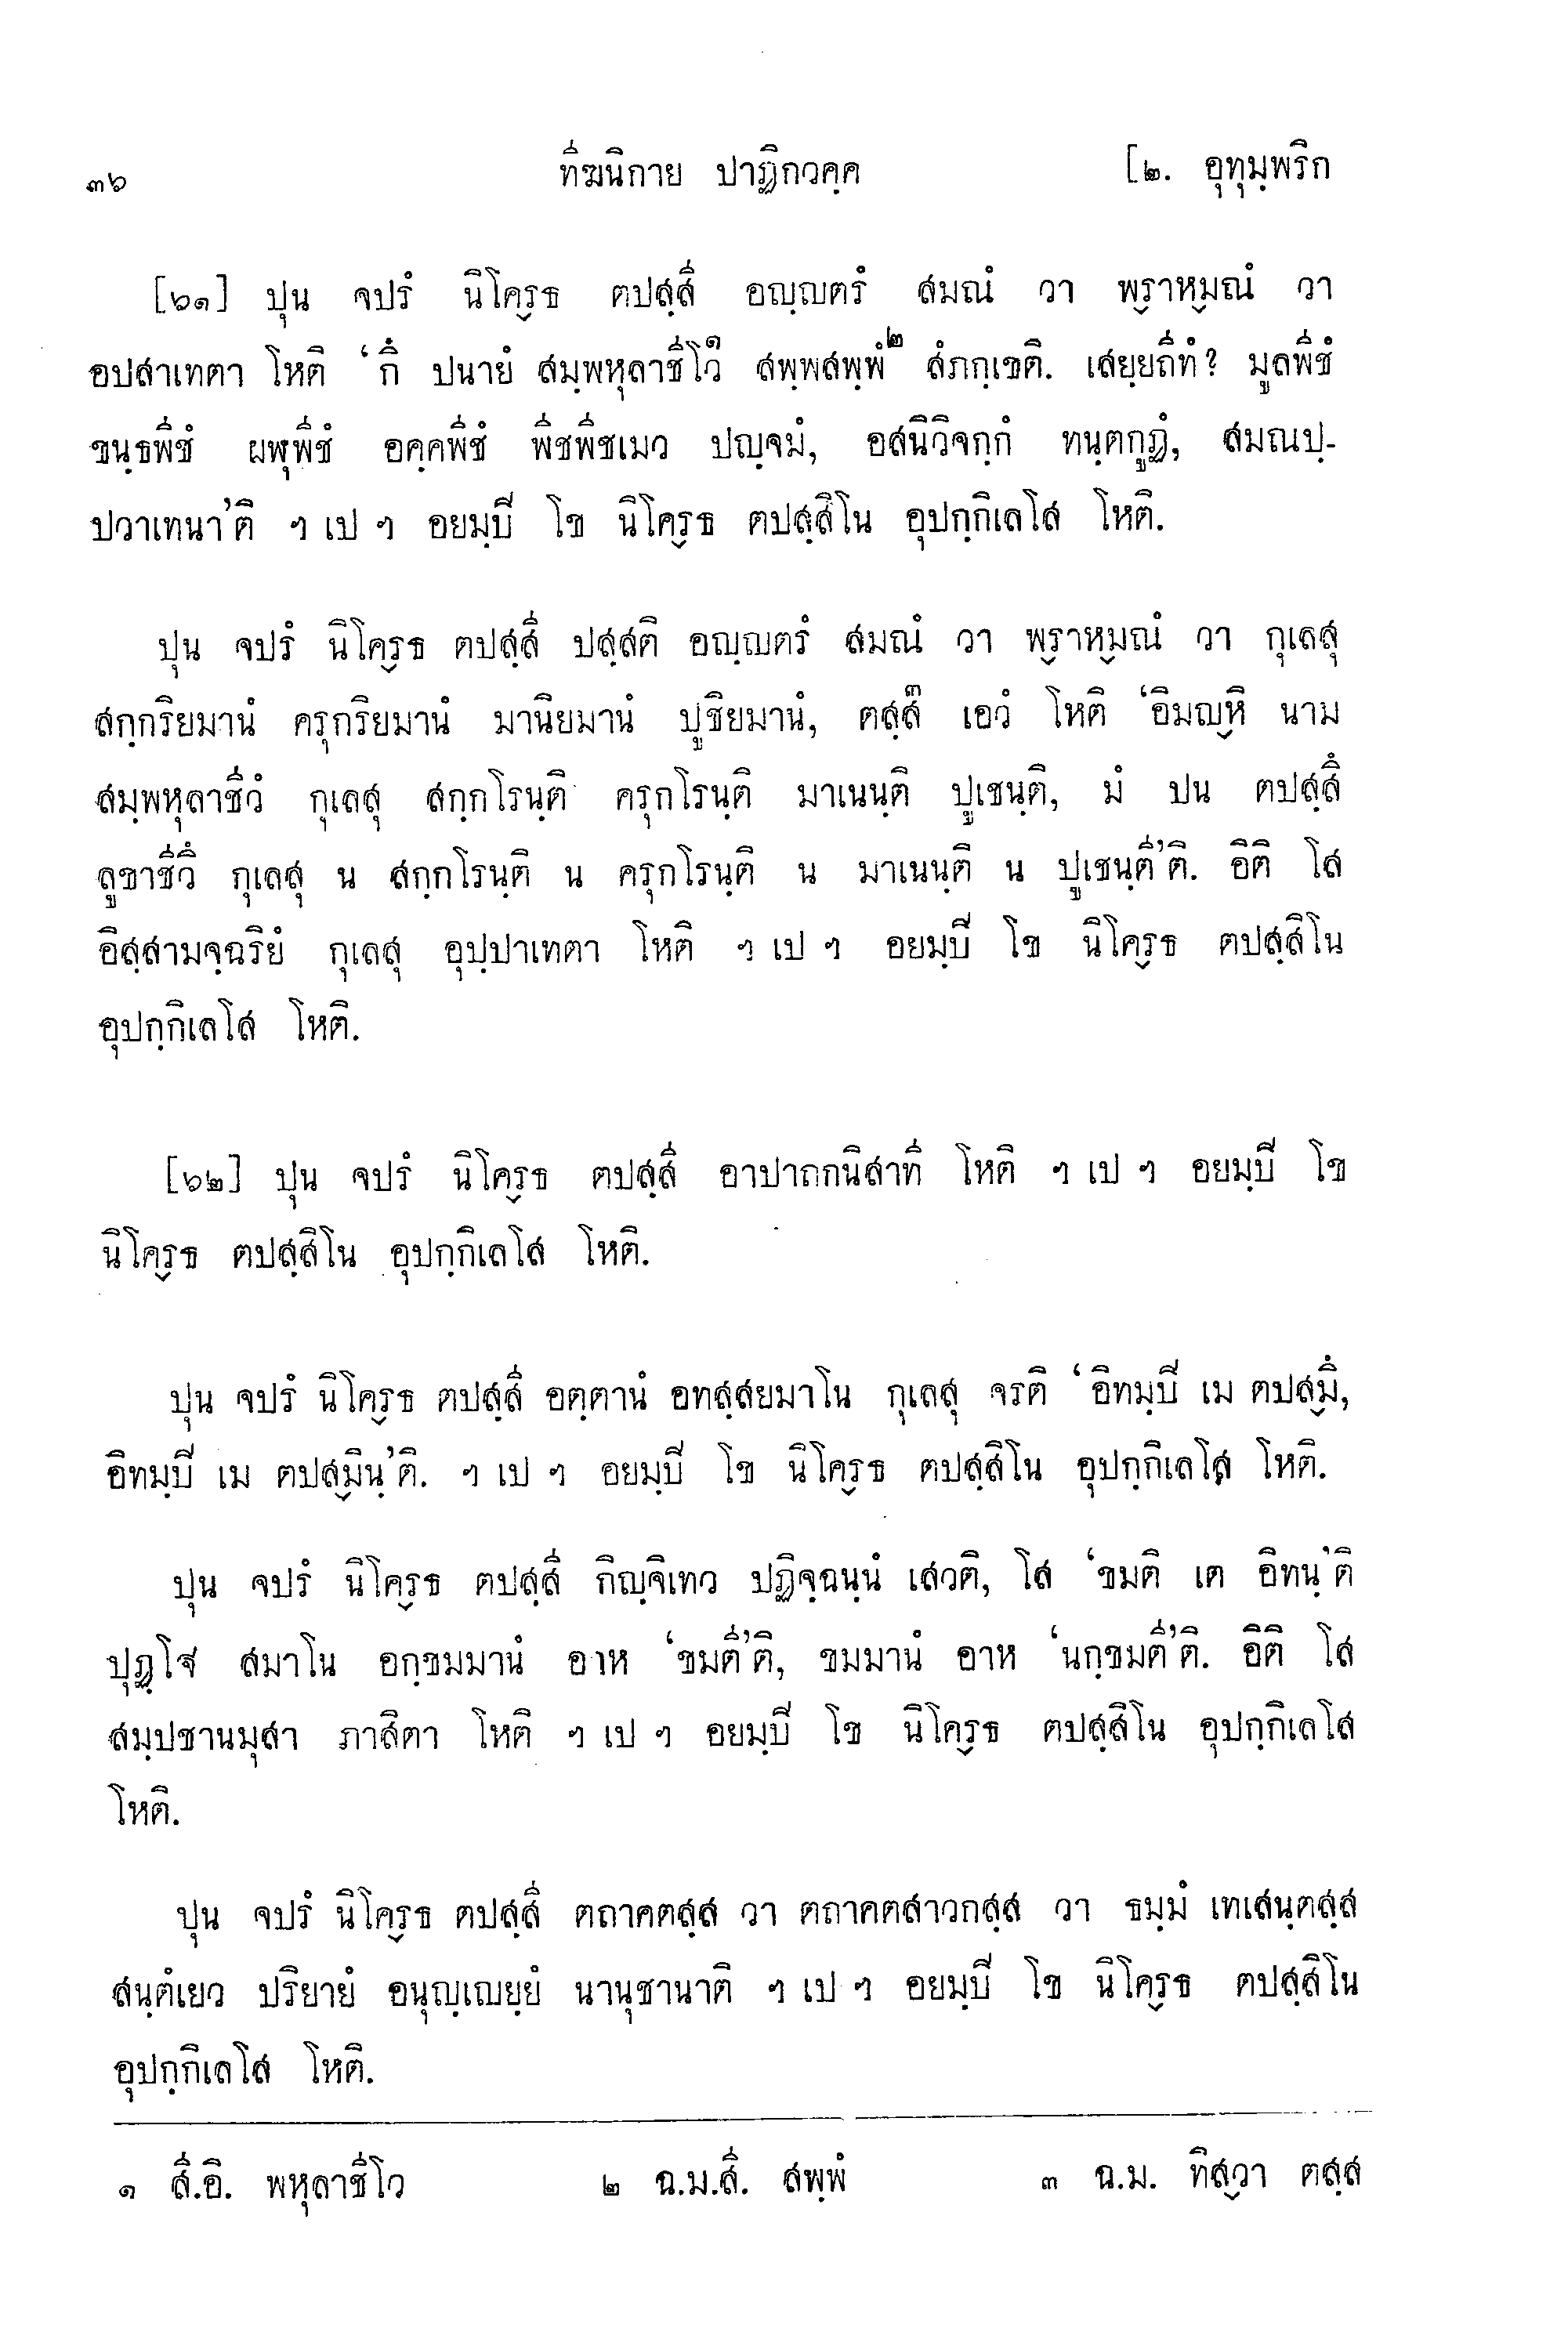 ๓๖ ทีฆนิกาย ปาฏิกวคฺค [๒. อุทุมฺพริก
[๖๑] ปุน จปรํ นิโคฺรธ ตปสฺสี อญฺญตรํ สมณํ วา พฺราหฺมณํ วา
อปสาเทตา โหติ ‘กึ ปนายํ สมฺพหุลาชีโว๑ สพฺพสพฺพํ๒ สํภกฺเขติ. เสยฺยถีทํ? มูลพีชํ
ขนฺธพีชํ ผฬุพีชํ อคฺคพีชํ พีชพีชเมว ปญฺจมํ, อสนิวิจกฺกํ ทนฺตกูฏํ, สมณปฺ-
ปวาเทนา’ติ ฯ เป ฯ อยมฺปิ โข นิโคฺรธ ตปสฺสิโน อุปกฺกิเลโส โหติ.
ปุน จปรํ นิโคฺรธ ตปสฺสี ปสฺสติ อญฺญตรํ สมณํ วา พฺราหฺมณํ วา กุเลสุ
สกฺกริยมานํ ครุกริยมานํ มานิยมานํ ปูชิยมานํ, ตสฺส๓ เอวํ โหติ ‘อิมญฺหิ นาม
สมฺพหุลาชีวํ กุเลสุ สกฺกโรนฺติ ครุกโรนฺติ มาเนนฺติ ปูเชนฺติ, มํ ปน ตปสฺสึ
ลูขาชีวึ กุเลสุ น สกฺกโรนฺติ น ครุกโรนฺติ น มาเนนฺติ น ปูเชนฺตี’ติ. อิติ โส
อิสฺสามจฺฉริยํ กุเลสุ อุปฺปาเทตา โหติ ฯ เป ฯ อยมฺปิ โข นิโคฺรธ ตปสฺสิโน
อุปกฺกิเลโส โหติ.
[๖๒] ปุน จปรํ นิโคฺรธ ตปสฺสี อาปาถกนิสาที โหติ ฯ เป ฯ อยมฺปิ โข
นิโคฺรธ ตปสฺสิโน อุปกฺกิเลโส โหติ.
ปุน จปรํ นิโคฺรธ ตปสฺสี อตฺตานํ อทสฺสยมาโน กุเลสุ จรติ ‘อิทมฺปิ เม ตปสฺมึ,
อิทมฺปิ เม ตปสฺมินฺ’ติ. ฯ เป ฯ อยมฺปิ โข นิโคฺรธ ตปสฺสิโน อุปกฺกิเลโส โหติ.
ปุน จปรํ นิโคฺรธ ตปสฺสี กิญฺจิเทว ปฏิจฺฉนฺนํ เสวติ, โส ‘ขมติ เต อิทนฺ’ติ
ปุฏฺโฐ สมาโน อกฺขมมานํ อาห ‘ขมตี’ติ, ขมมานํ อาห ‘นกฺขมตี’ติ. อิติ โส
สมฺปชานมุสา ภาสิตา โหติ ฯ เป ฯ อยมฺปิ โข นิโคฺรธ ตปสฺสิโน อุปกฺกิเลโส
โหติ.
ปุน จปรํ นิโคฺรธ ตปสฺสี ตถาคตสฺส วา ตถาคตสาวกสฺส วา ธมฺมํ เทเสนฺตสฺส
สนฺตํเยว ปริยายํ อนุญฺเญยฺยํ นานุชานาติ ฯ เป ฯ อยมฺปิ โข นิโคฺรธ ตปสฺสิโน
อุปกฺกิเลโส โหติ.
๑ สี.อิ. พหุลาชีโว ๒ ฉ.ม.สี. สพฺพํ ๓ ฉ.ม. ทิสฺวา ตสฺส